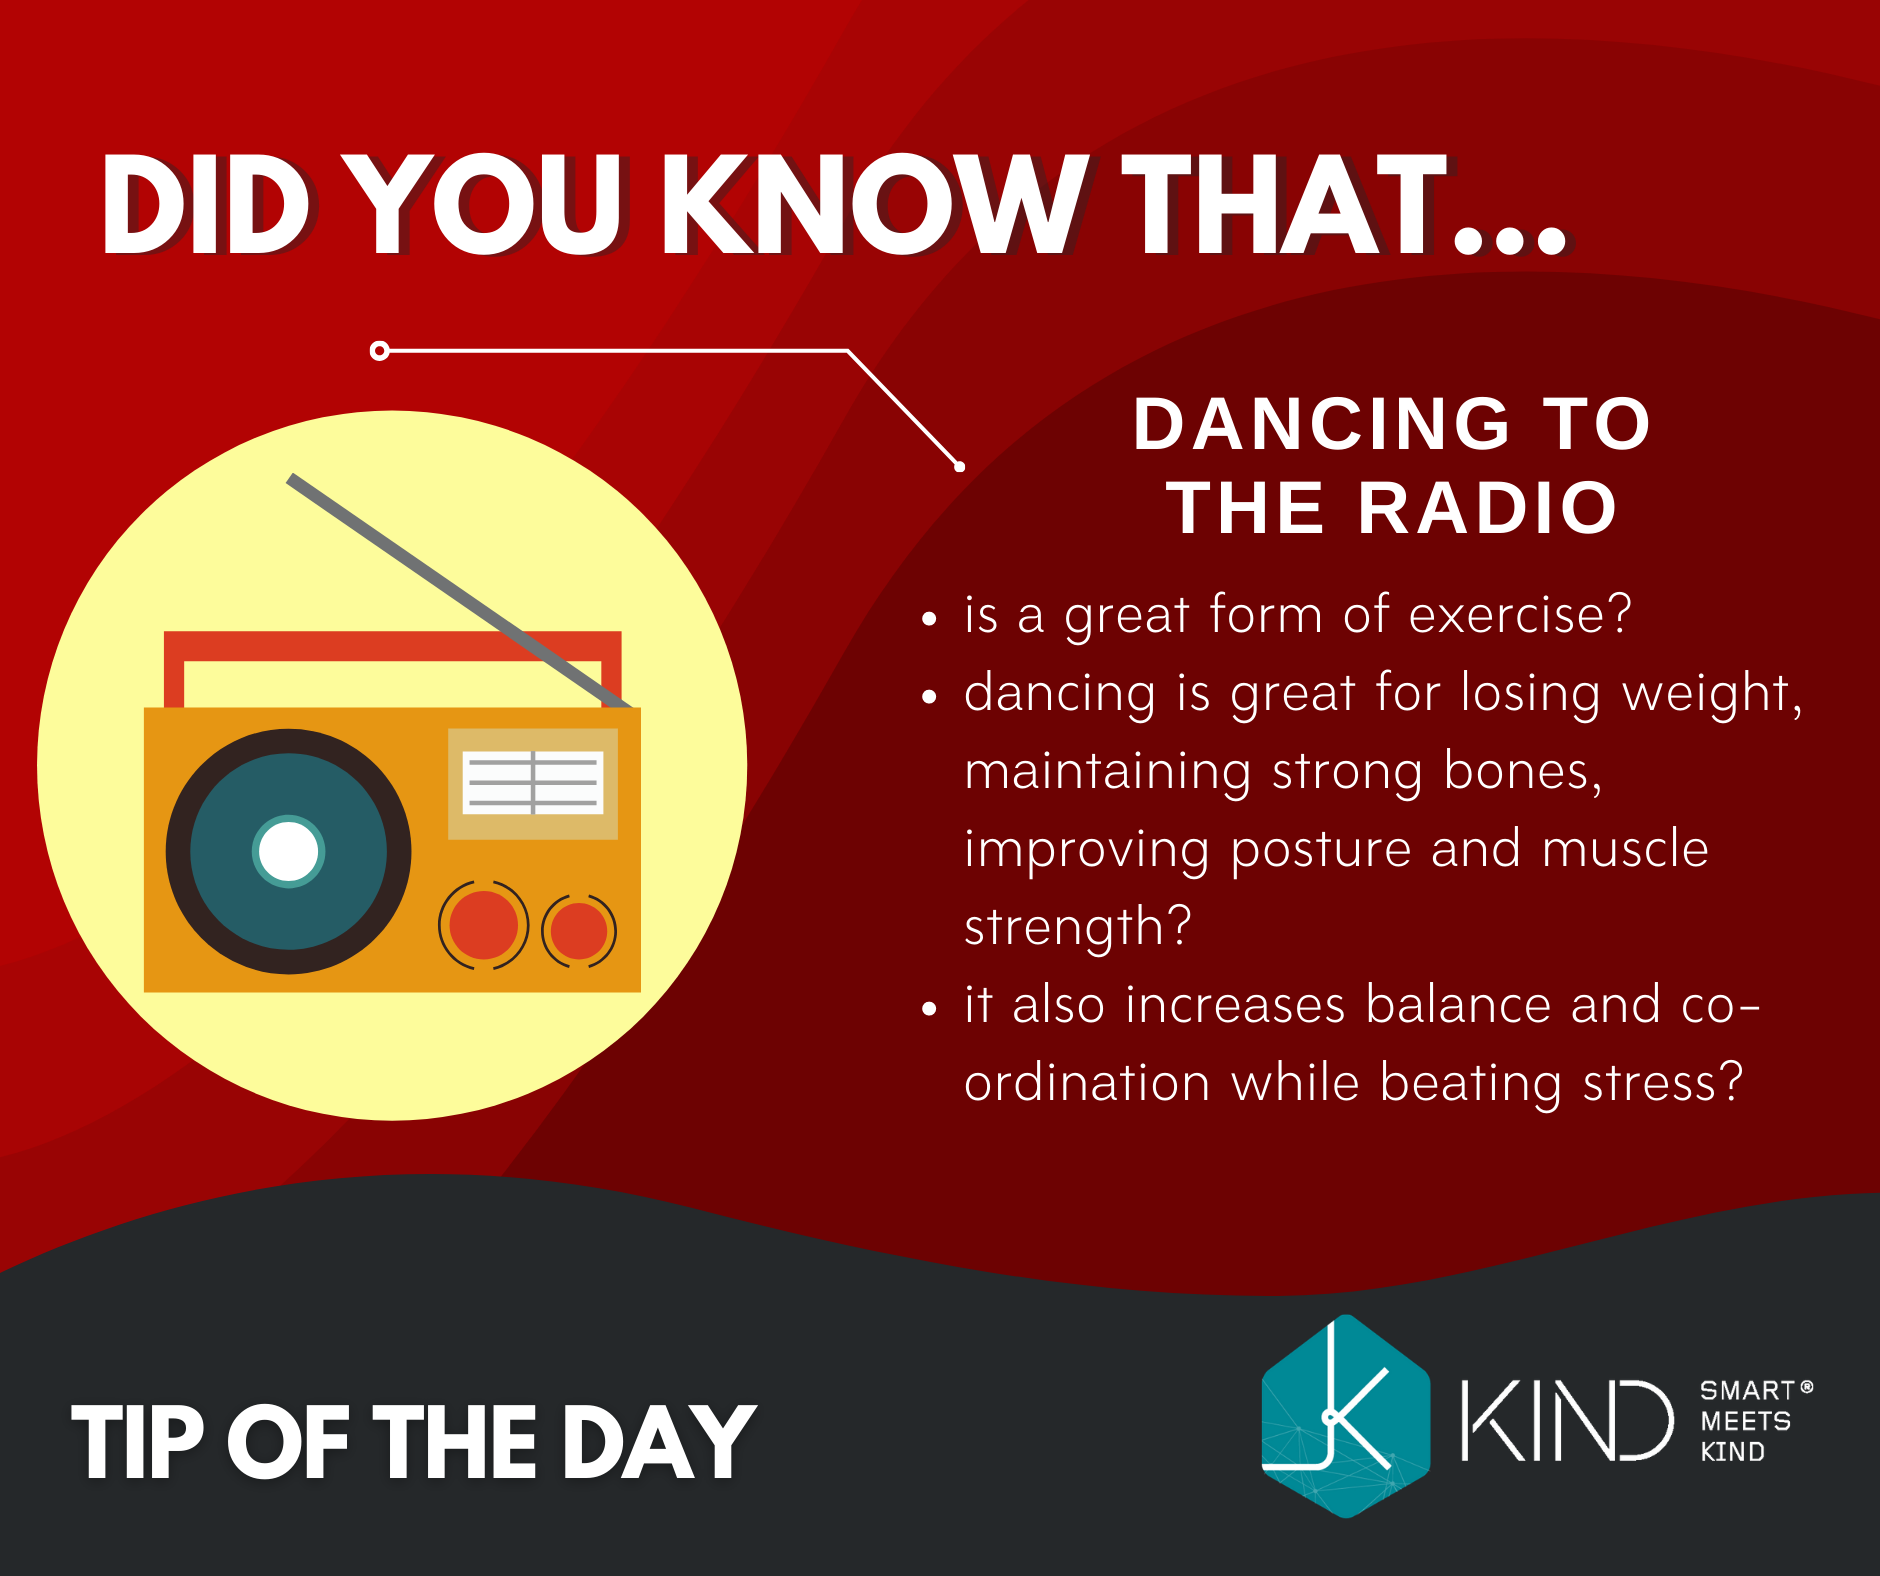 DID YOU KNOW THAT...
DANCING TO
THE RADIO
• is a great form of exercise?
• dancing is great for losing weight,
maintaining strong bones,
improving posture and muscle
strength?
• it also increases balance and co-
ordination while beating stress?
TIP OF THE DAY
KIND
SMART®
MEETS
KIND